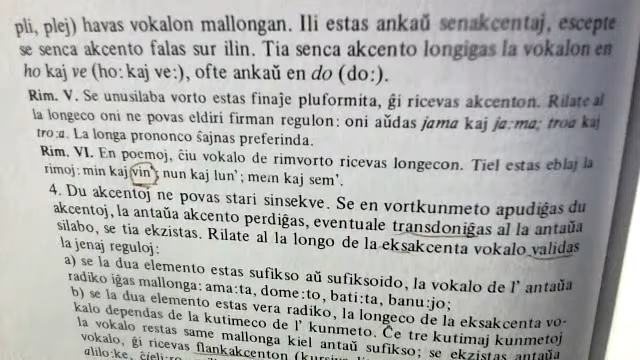 pli, plej) havas vokalon mallongan. Ili estas ankaŭ senakcentaj, escepte
se senca akcento falas sur ilin. Tia senca akcento longigas la vokalon en
ho kaj ve (ho: kaj ve:), ofte ankaŭ en do (do:).
Rim. V. Se unusilaba vorto estas finaĵe pluformita, ĝi ricevas akcenton. Rilate al
la longeco oni ne povas eldiri firman regulon: oni aŭdas jama kaj ja:ma; troa kaj
tro:a. La longa prononco ŝajnas preferinda.
Rim. VI. En poemoj, ĉiu vokalo de rimvorto ricevas longecon. Tiel estas eblaj la
rimoj: min kaj vin'; nun kaj lun'; mem kaj sem'.
4. Du akcentoj ne povas stari sinsekve. Se en vortkunmeto apudiĝas du
akcentoj, la antaŭa akcento perdiĝas, eventuale transdoniĝas al la antaŭa
silabo, se tia ekzistas. Rilate al la longo de la eksakcenta vokalo validas
la jenaj reguloj:
a) se la dua elemento estas sufikso aŭ sufiksoido, la vokalo de l' antaŭa
radiko iĝas mallonga: ama:ta, dome:to, bati:ta, banu:jo;
b) se la dua elemento estas vera radiko, la longeco de la eksakcenta vo-
kalo dependas de la kutimeco de l' kunmeto. Ĉe tre kutimaj kunmetoj
la vokalo restas same mallonga kiel antaŭ sufikso; se ekzistas antaŭa
vokalo, ĝi ricevas flankakcenton